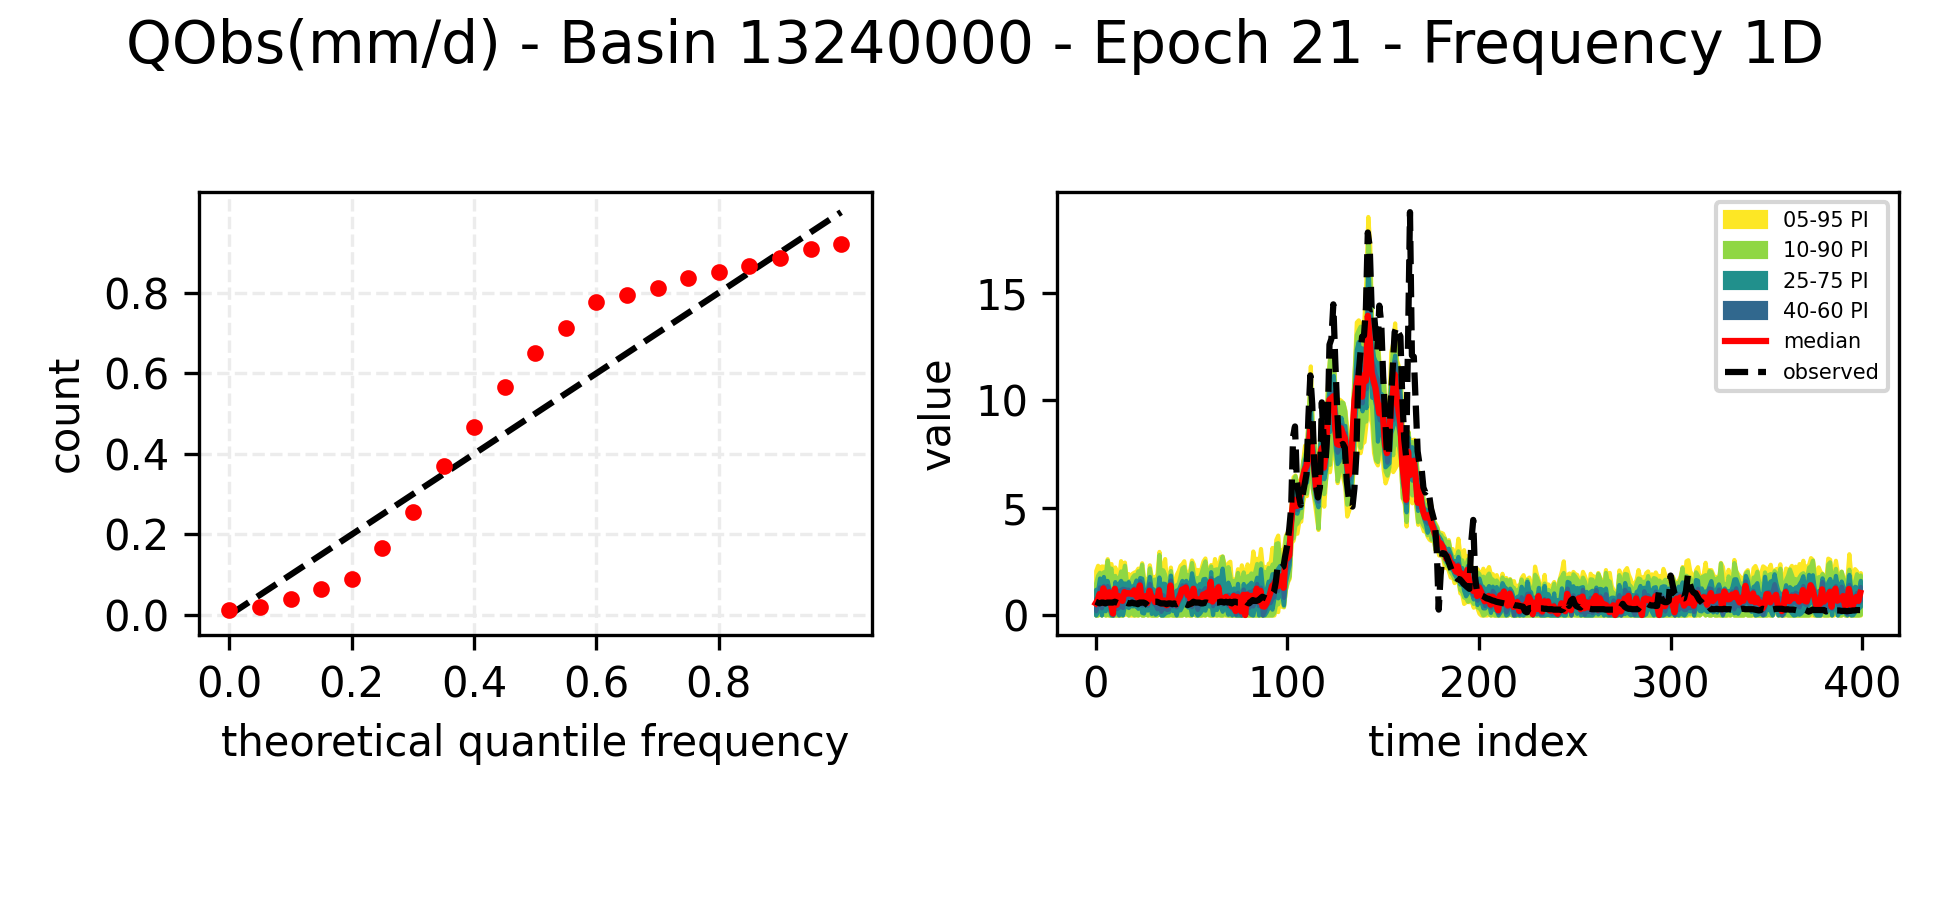 QObs(mm/d) - Basin 13240000 - Epoch 21 - Frequency 1D
count
0.8
0.6
0.4
0.2
0.0
0.0 0.2 0.4 0.6 0.8
theoretical quantile frequency
value
15
10
5
0
0 100 200 300 400
time index
05-95 PI
10-90 PI
25-75 PI
40-60 PI
median
observed